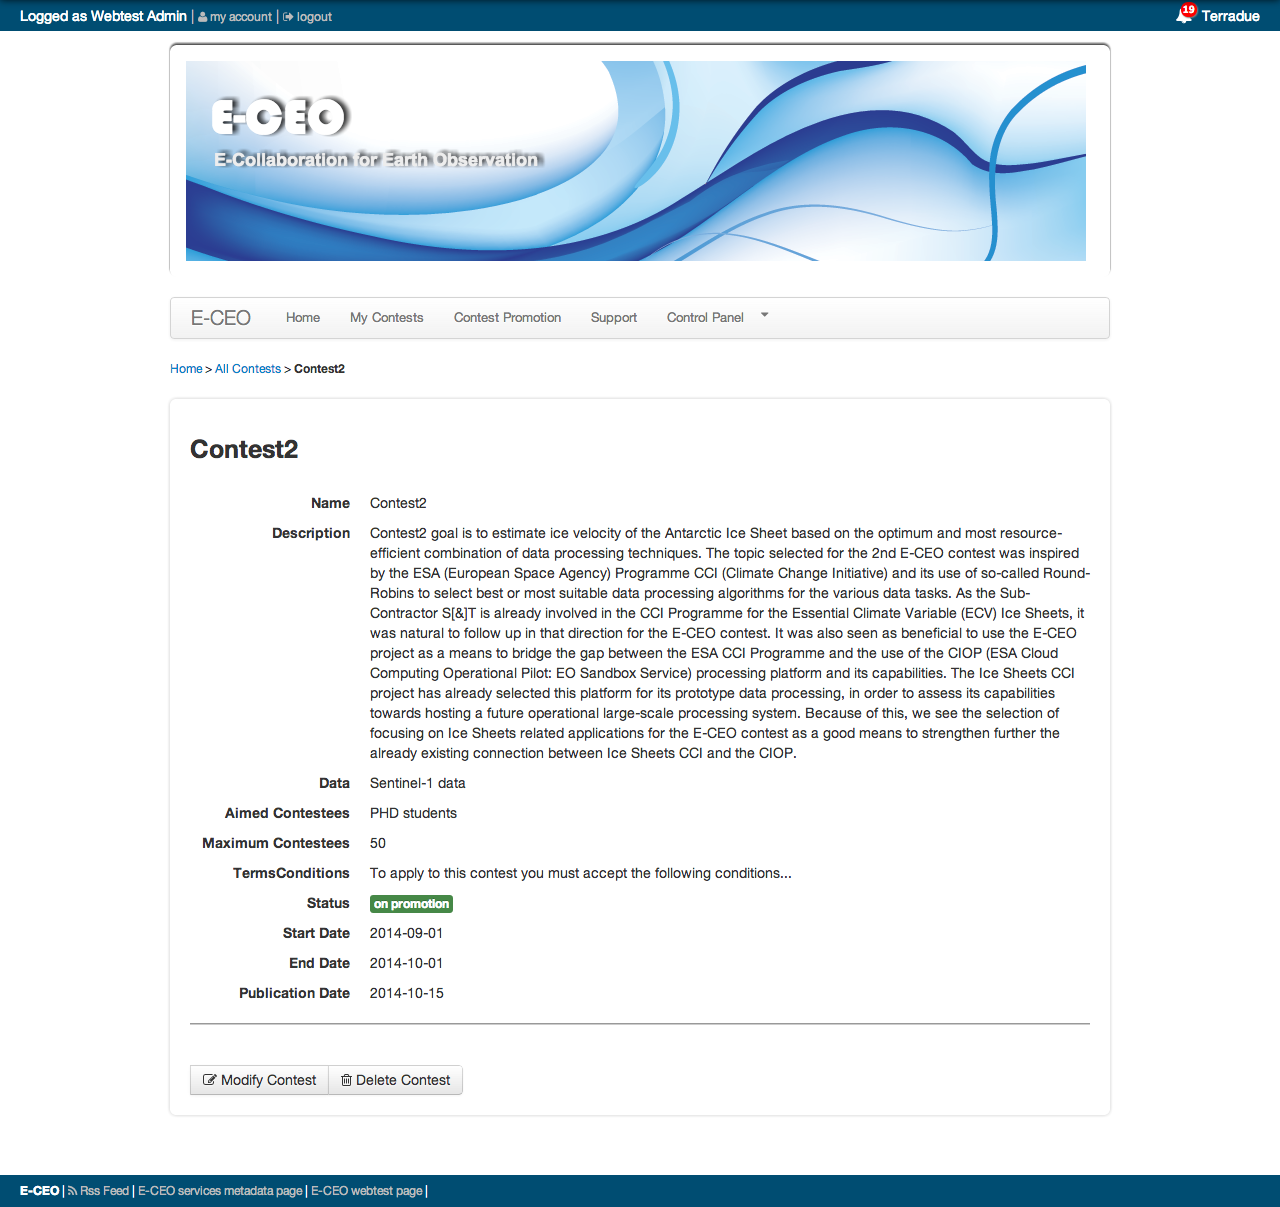 Logged as Webtest Admin | my account | logout
19 Terradue
E-CEO
E-Collaboration for Earth Observation
E-CEO Home My Contests Contest Promotion Support Control Panel
Home > All Contests > Contest2
Contest2
Name Contest2
Description Contest2 goal is to estimate ice velocity of the Antarctic Ice Sheet based on the optimum and most resource-
efficient combination of data processing techniques. The topic selected for the 2nd E-CEO contest was inspired
by the ESA (European Space Agency) Programme CCI (Climate Change Initiative) and its use of so-called Round-
Robins to select best or most suitable data processing algorithms for the various data tasks. As the Sub-
Contractor S[&]T is already involved in the CCI Programme for the Essential Climate Variable (ECV) Ice Sheets, it
was natural to follow up in that direction for the E-CEO contest. It was also seen as beneficial to use the E-CEO
project as a means to bridge the gap between the ESA CCI Programme and the use of the CIOP (ESA Cloud
Computing Operational Pilot: EO Sandbox Service) processing platform and its capabilities. The Ice Sheets CCI
project has already selected this platform for its prototype data processing, in order to assess its capabilities
towards hosting a future operational large-scale processing system. Because of this, we see the selection of
focusing on Ice Sheets related applications for the E-CEO contest as a good means to strengthen further the
already existing connection between Ice Sheets CCI and the CIOP.
Data Sentinel-1 data
Aimed Contestees PHD students
Maximum Contestees 50
TermsConditions To apply to this contest you must accept the following conditions...
Status on promotion
Start Date 2014-09-01
End Date 2014-10-01
Publication Date 2014-10-15
Modify Contest Delete Contest
E-CEO | Rss Feed | E-CEO services metadata page | E-CEO webtest page |